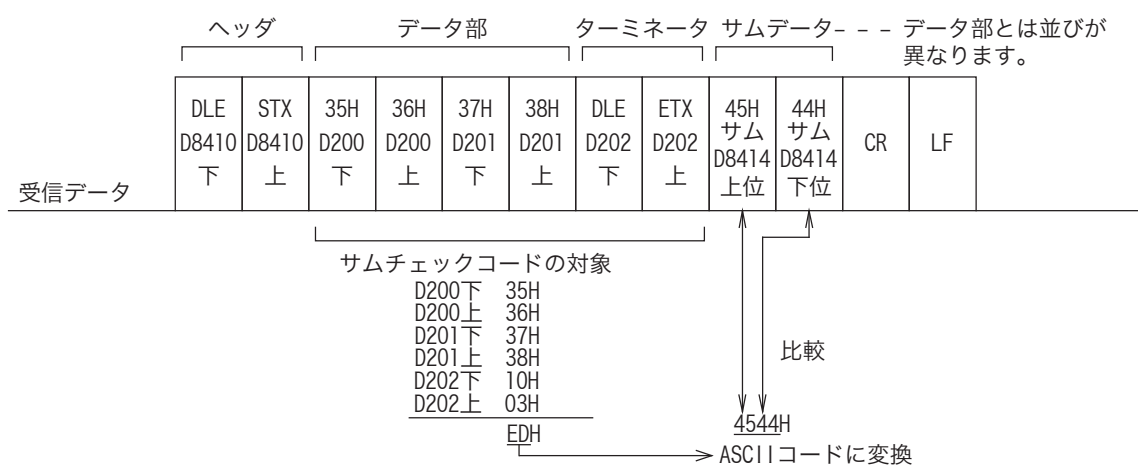 ヘッダ データ部 ターミネータ サムデータ- - - データ部とは並びが
異なります。
DLE STX 35H 36H 37H 38H DLE ETX 45H 44H
サム サム
D8410 D8410 D200 D200 D201 D201 D202 D202 D8414 D8414 CR LF
下 上 下 上 下 上 下 上 上位 下位
受信データ
サムチェックコードの対象
D200下 35H
D200上 36H
D201下 37H
D201上 38H
D202下 10H
D202上 03H
比較
EDH
4544H
ASCIIコードに変換